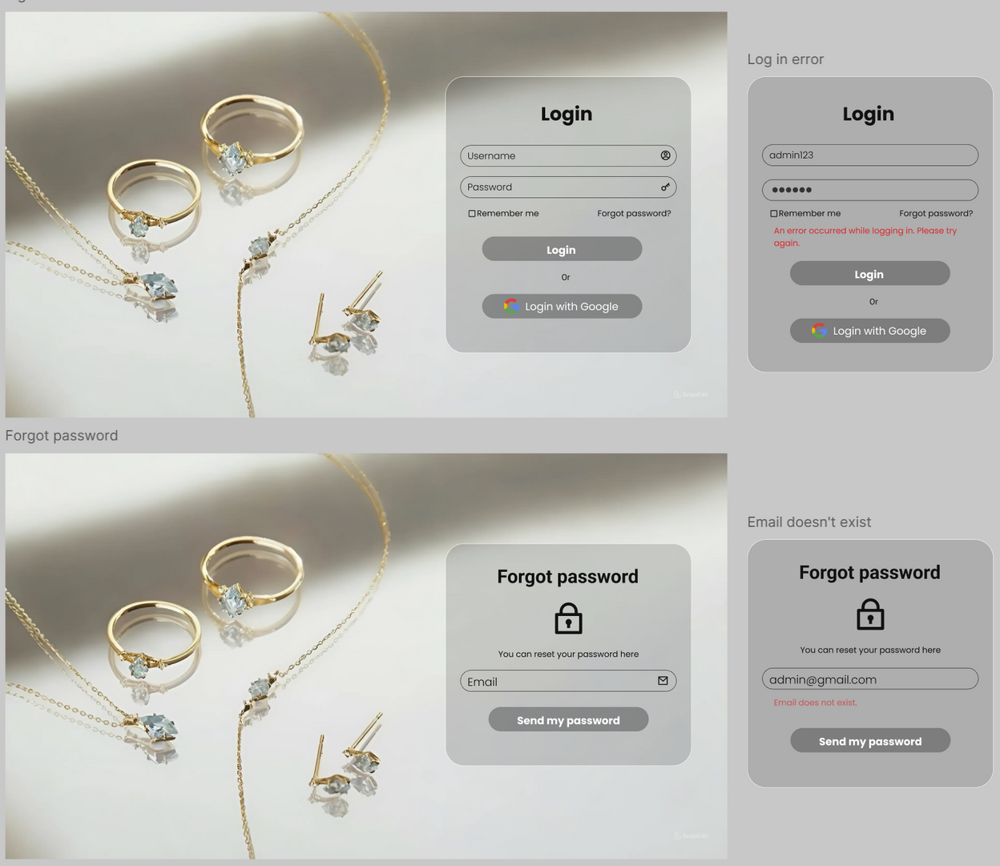 Login
Username
Password
Remember me
Forgot password?
Login
Or
Login with Google
Log in error
Login
admin123
Remember me
Forgot password?
An error occurred while logging in. Please try
again.
Login
Or
Login with Google
Forgot password
Forgot password
You can reset your password here
Email
Send my password
Email doesn't exist
Forgot password
You can reset your password here
admin@gmail.com
Email does not exist.
Send my password